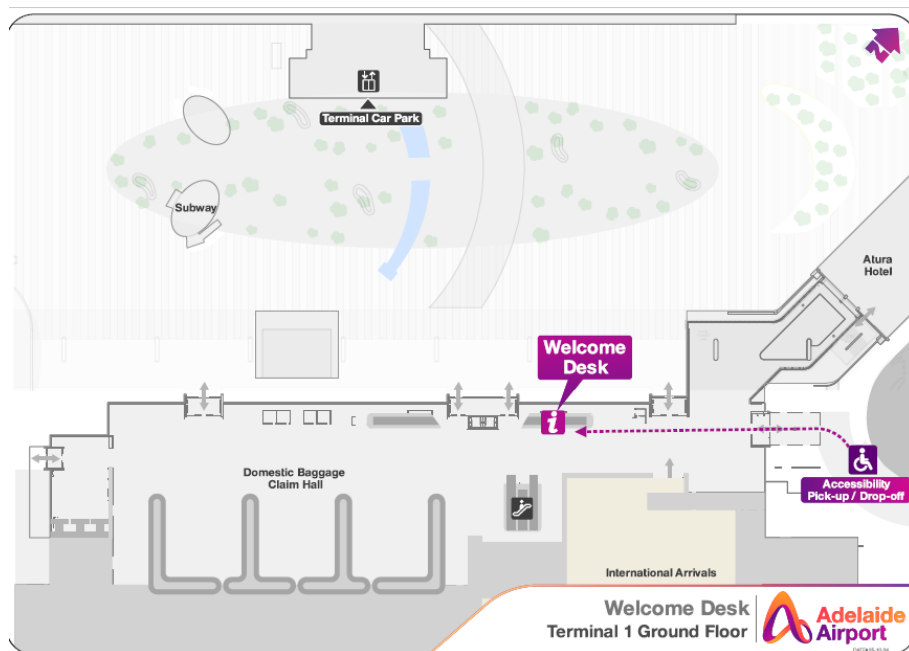 Terminal Car Park
Subway
Atura
Hotel
Welcome
Desk
i
Domestic Baggage
Claim Hall
Accessibility
Pick-up / Drop-off
International Arrivals
Welcome Desk
Terminal 1 Ground Floor
Adelaide
Airport